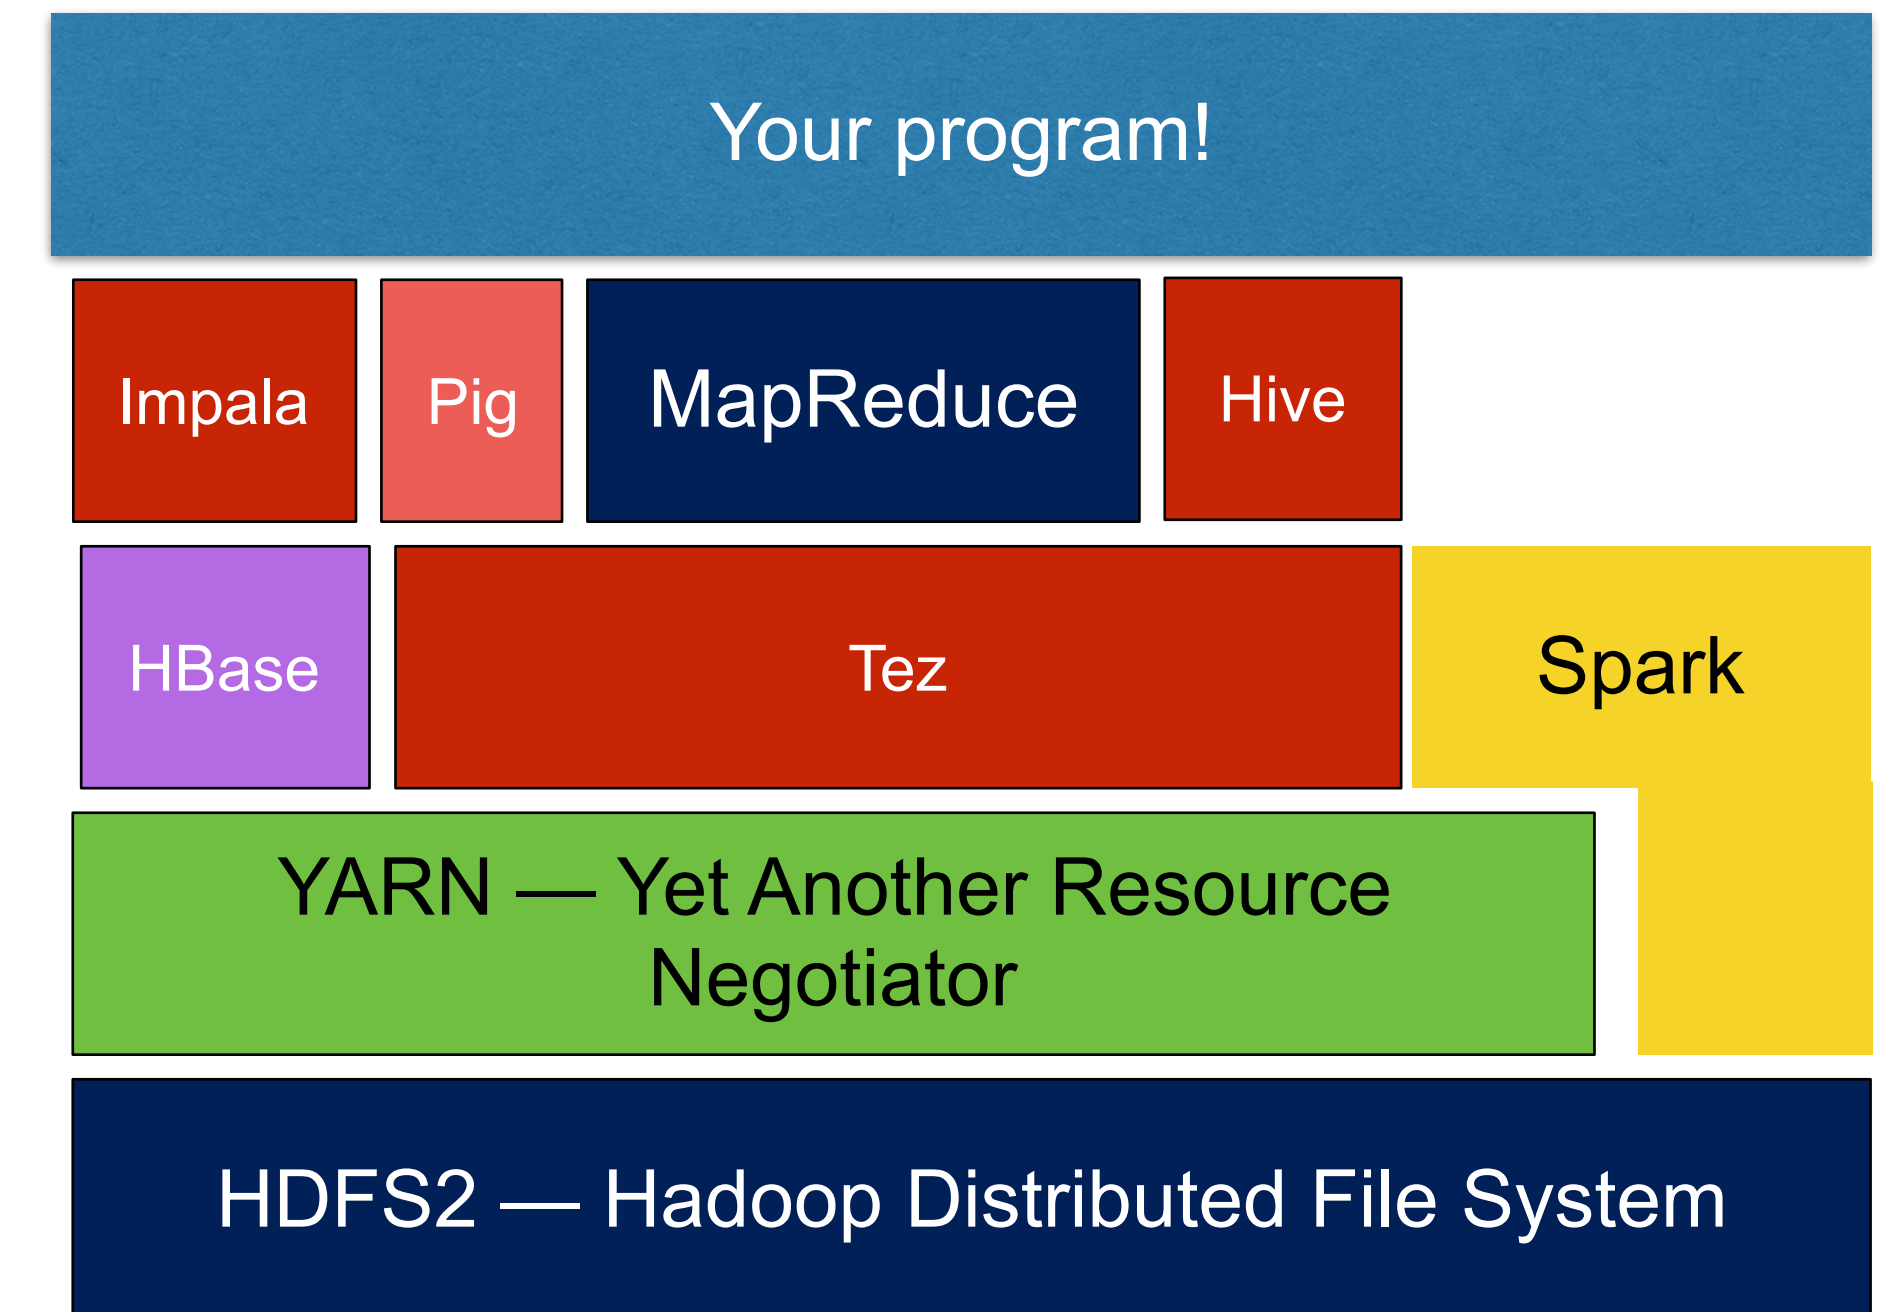 Your program!
Impala
Pig
MapReduce
Hive
HBase
Tez
Spark
YARN — Yet Another Resource
Negotiator
HDFS2 — Hadoop Distributed File System